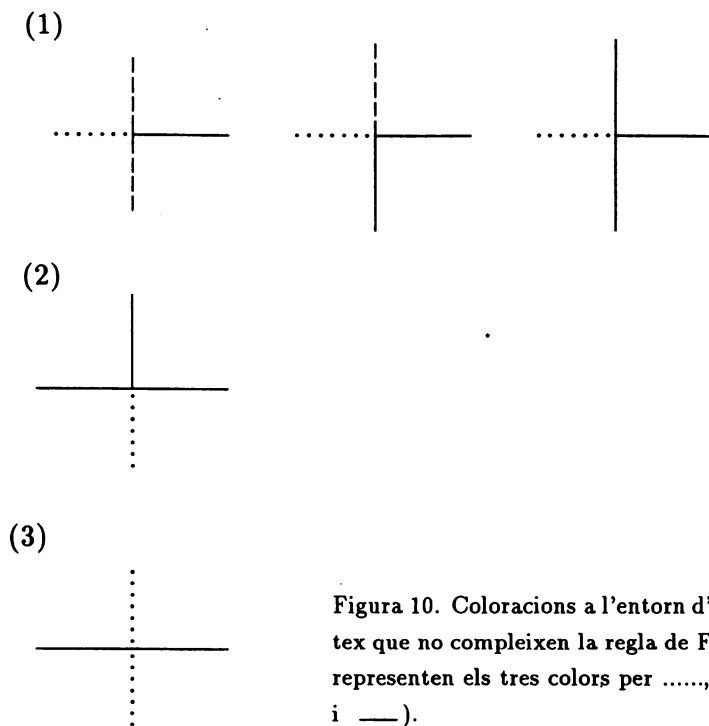 (1)
(2)
(3)
Figura 10. Coloracions a l'entorn d'
tex que no compleixen la regla de F
representen els tres colors per ......,
i ___).